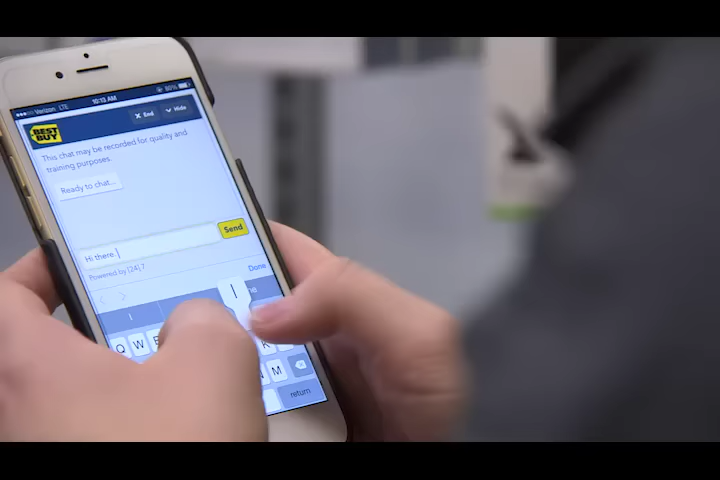 Verizon LTE 10:13 AM 86%
BEST BUY
End Hide
This chat may be recorded for quality and
training purposes.
Ready to chat...
Hi there.
Send
Powered by [24]7
Done
I
I
Q W E
K
M
return